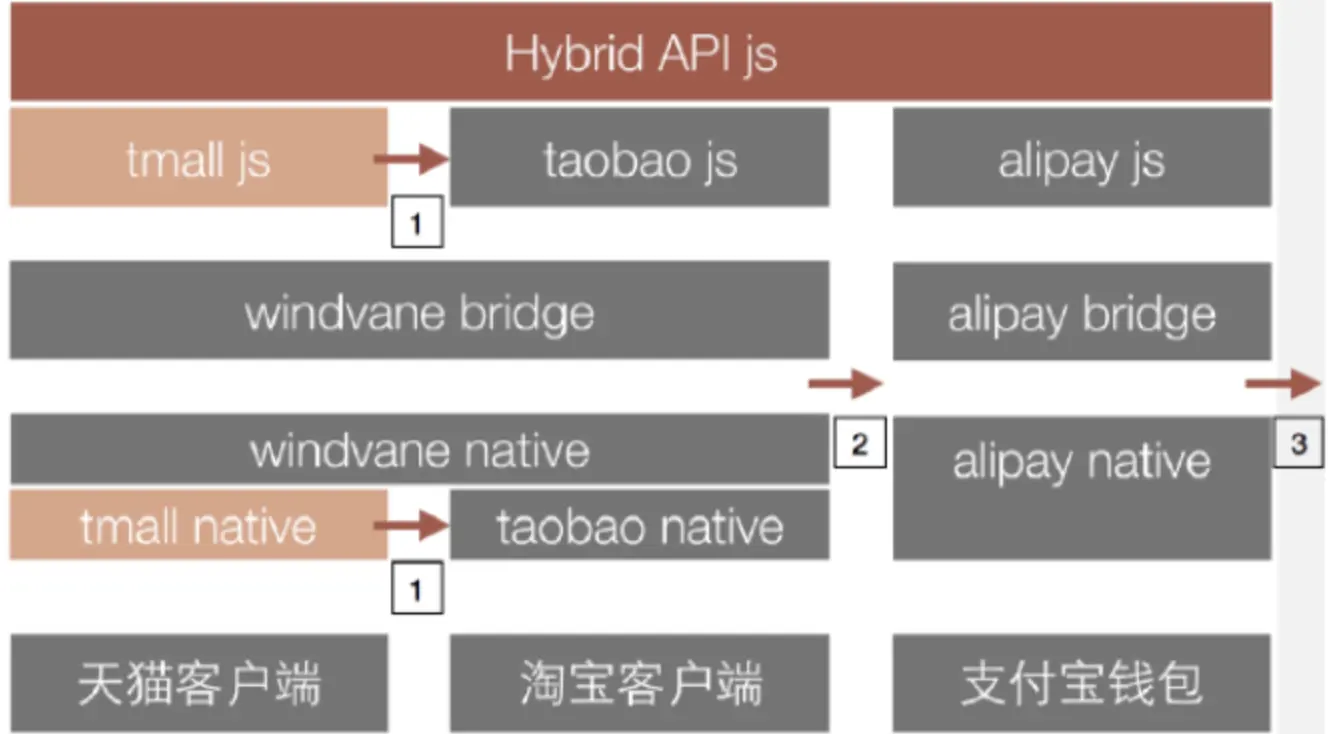 Hybrid API js
tmall js
taobao js
alipay js
1
windvane bridge
alipay bridge
windvane native
2
alipay native
3
tmall native
taobao native
1
天猫客户端
淘宝客户端
支付宝钱包